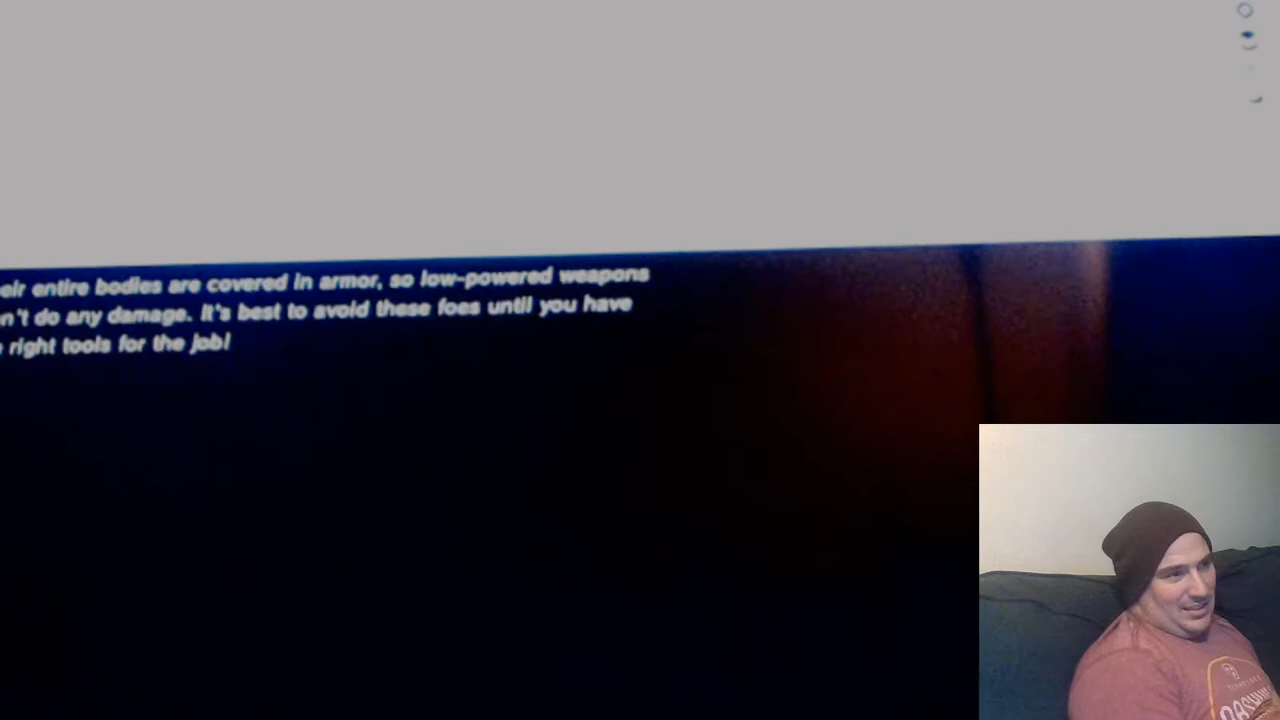 eir entire bodies are covered in armor, so low-powered weapons
n't do any damage. It's best to avoid these foes until you have
right tools for the job!